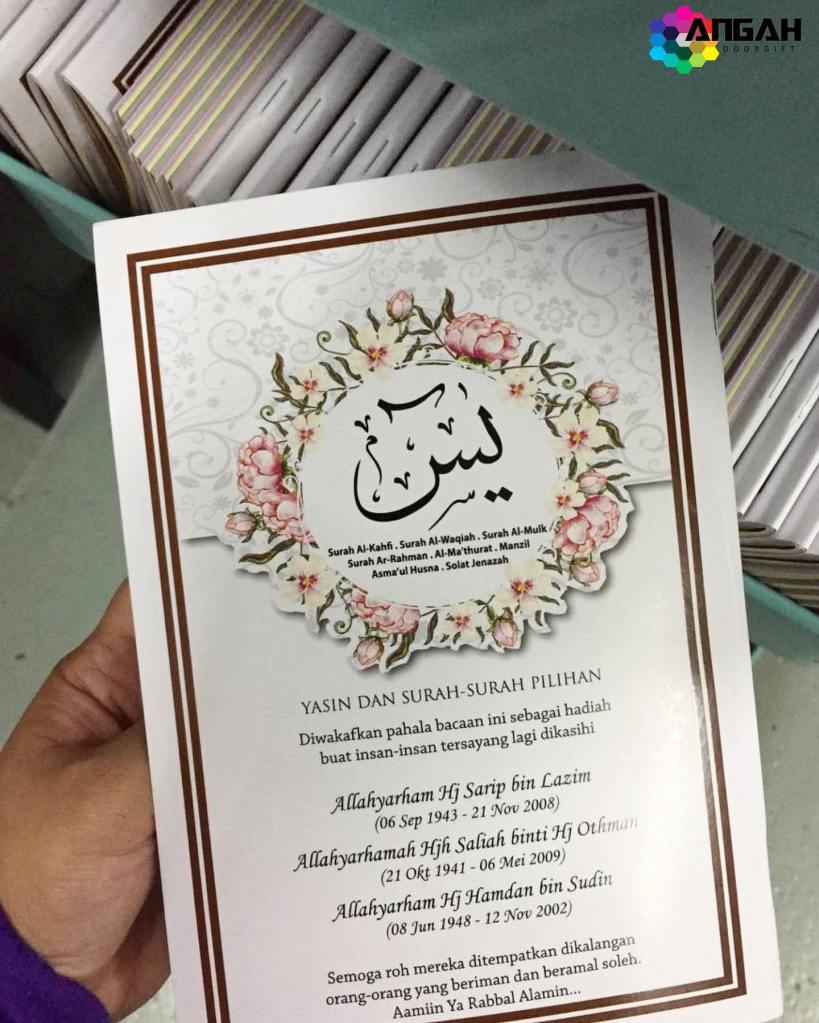 ANGAH
DOORGIFT
يس
Surah Al-Kahfi . Surah Al-Waqiah . Surah Al-Mulk
Surah Ar-Rahman . Al-Ma'thurat . Manzil
Asma'ul Husna . Solat Jenazah
YASIN DAN SURAH-SURAH PILIHAN
Diwakafkan pahala bacaan ini sebagai hadiah
buat insan-insan tersayang lagi dikasihi
Allahyarham Hj Sarip bin Lazim
(06 Sep 1943 - 21 Nov 2008)
Allahyarhamah Hjh Saliah binti Hj Othman
(21 Okt 1941 - 06 Mei 2009)
Allahyarham Hj Hamdan bin Sudin
(08 Jun 1948 - 12 Nov 2002)
Semoga roh mereka ditempatkan dikalangan
orang-orang yang beriman dan beramal soleh.
Aamiin Ya Rabbal Alamin...